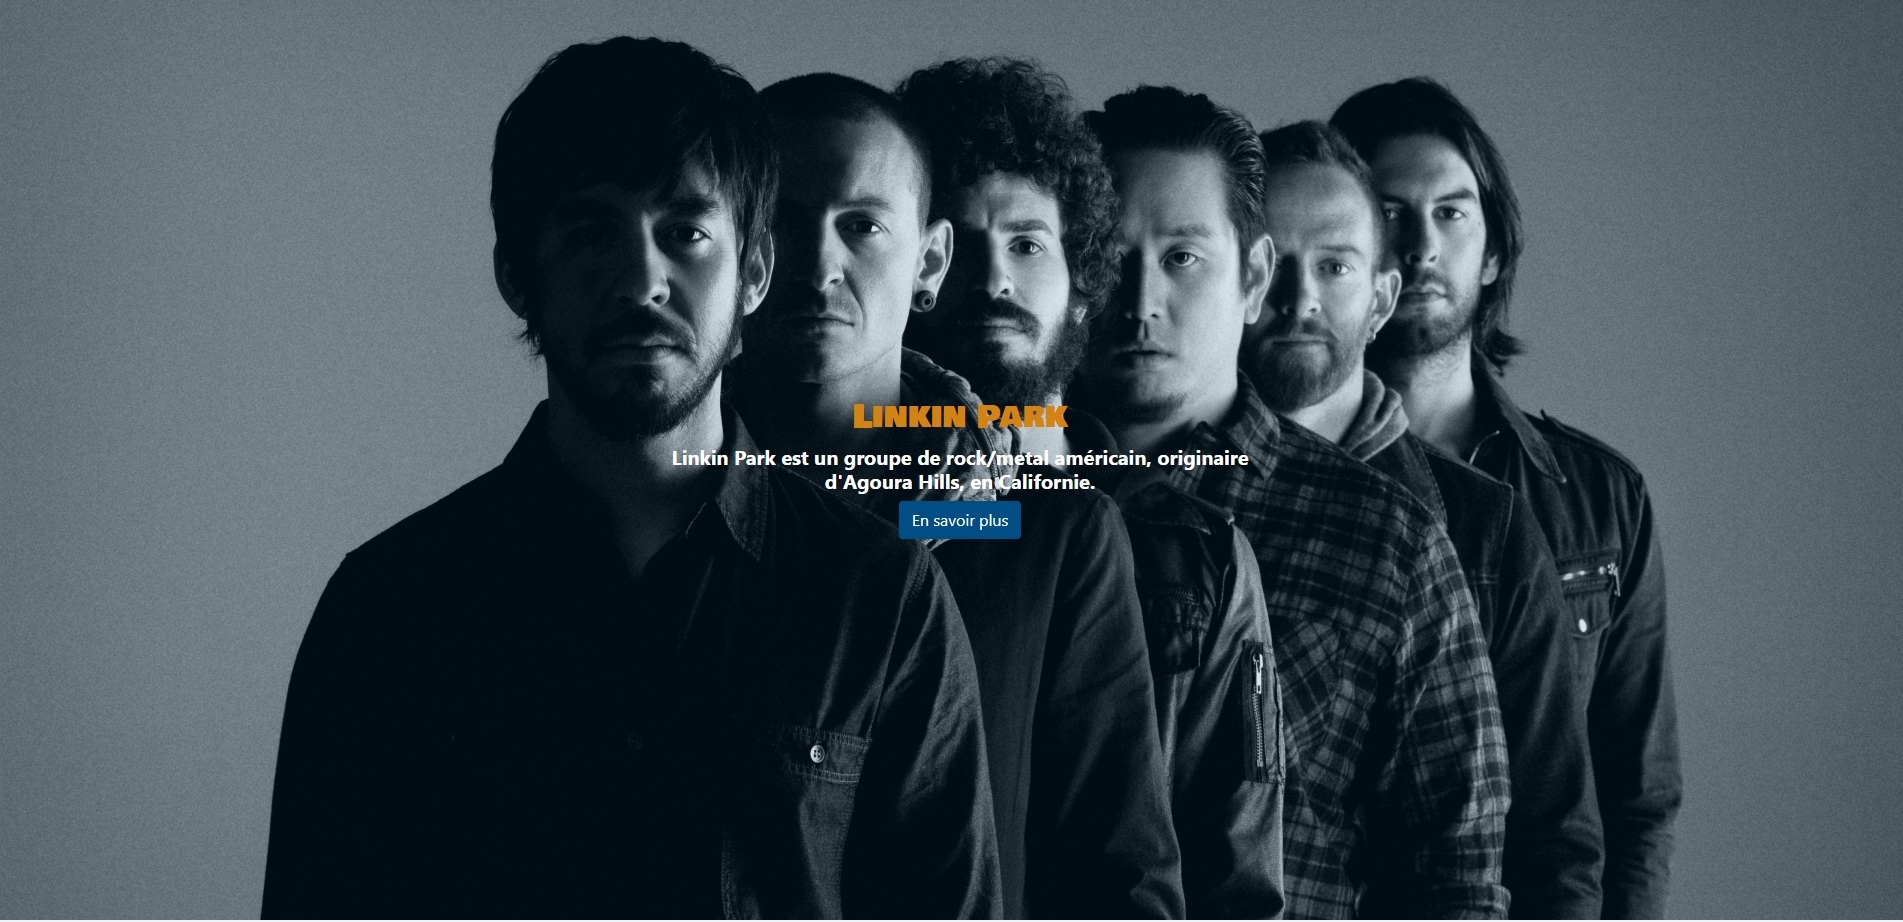 Linkin Park
Linkin Park est un groupe de rock/metal américain, originaire
d'Agoura Hills, en Californie.
En savoir plus